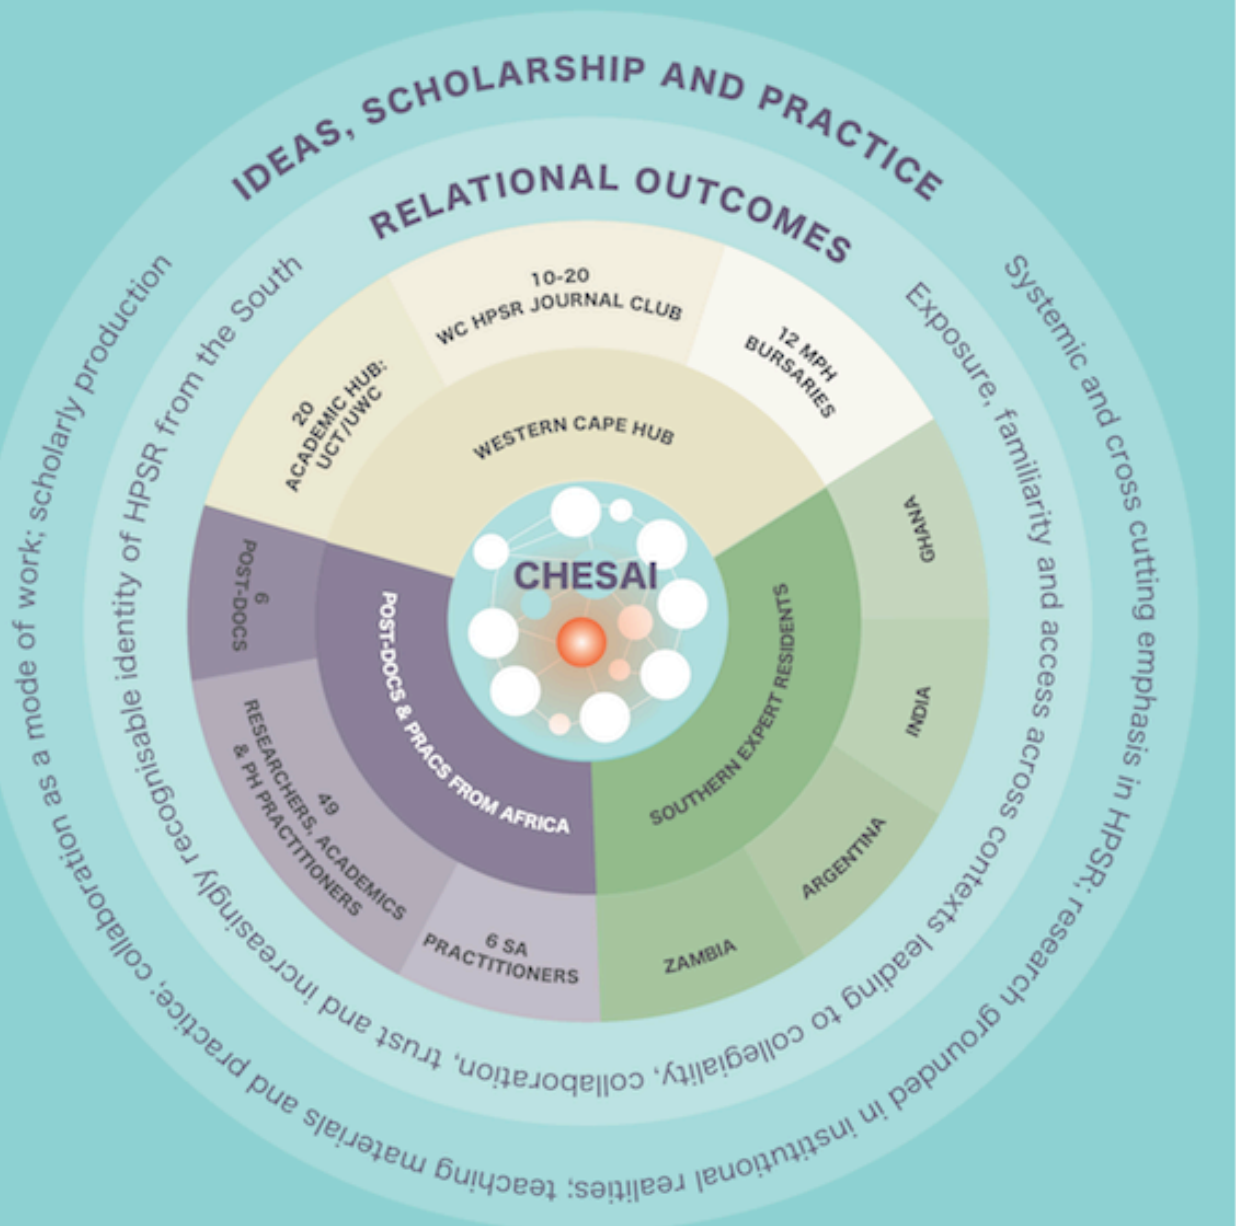 IDEAS, SCHOLARSHIP AND PRACTICE
Systemic and cross cutting emphasis in HPSR; research grounded in institutional realities; teaching materials and practice; collaboration as a mode of work; scholarly production
RELATIONAL OUTCOMES
Exposure, familiarity and access across contexts leading to collegiality, collaboration, trust and increasingly recognisable identity of HPSR from the South
20
ACADEMIC HUB:
UCT/UWC
10-20
WC HPSR JOURNAL CLUB
12 MPH
BURSARIES
WESTERN CAPE HUB
GHANA
INDIA
ARGENTINA
ZAMBIA
SOUTHERN EXPERT RESIDENTS
6 SA
PRACTITIONERS
49
RESEARCHERS, ACADEMICS
& PH PRACTITIONERS
6
POST-DOCS
POST-DOCS & PRACS FROM AFRICA
CHESAI